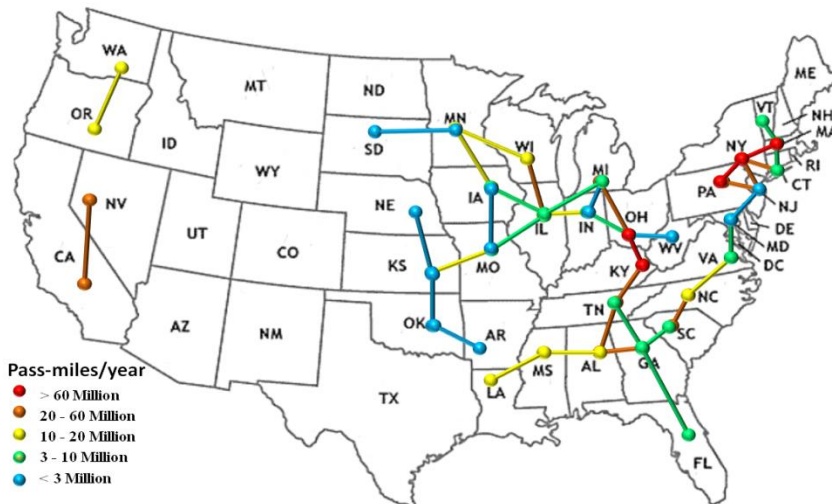 WA
ME
MT
ND
VT
MN
NH
OR
MA
ID
SD
WI
NY
MI
RI
WY
PA
CT
NV
NE
IA
OH
NJ
DE
UT
IL
IN
CA
CO
WV
MD
KS
MO
VA
DC
KY
NC
TN
AZ
OK
NM
AR
SC
Pass-miles/year
MS
AL
GA
> 60 Million
LA
TX
20 - 60 Million
10 - 20 Million
3 - 10 Million
FL
< 3 Million